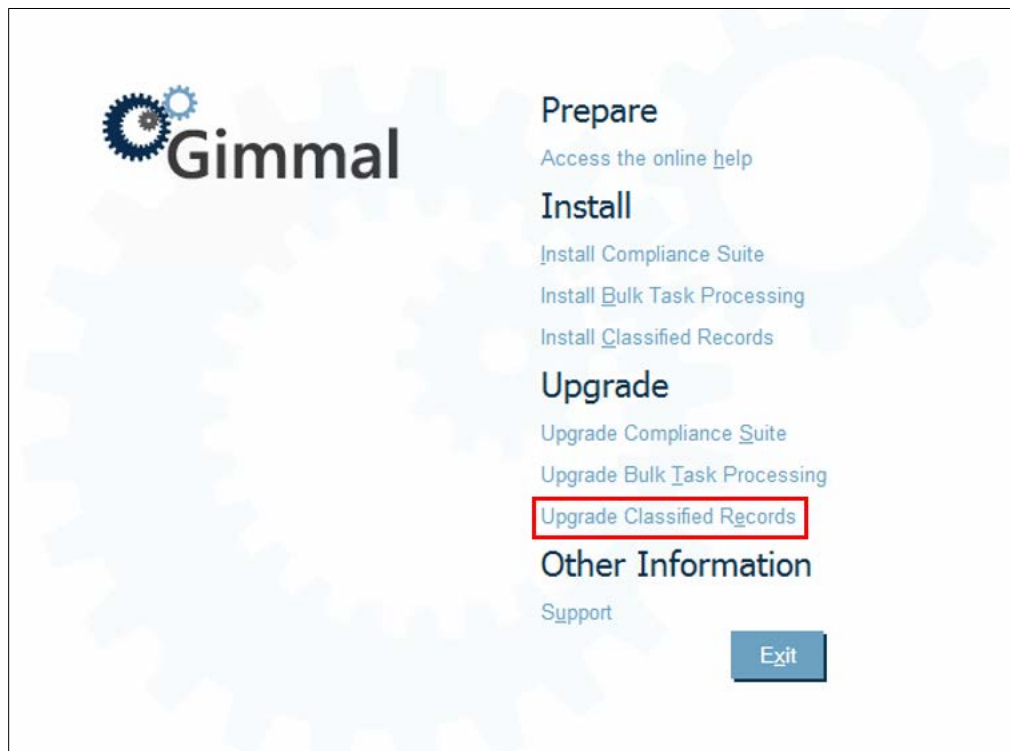 Gimmal
Prepare
Access the online help
Install
Install Compliance Suite
Install Bulk Task Processing
Install Classified Records
Upgrade
Upgrade Compliance Suite
Upgrade Bulk Task Processing
Upgrade Classified Records
Other Information
Support
Exit